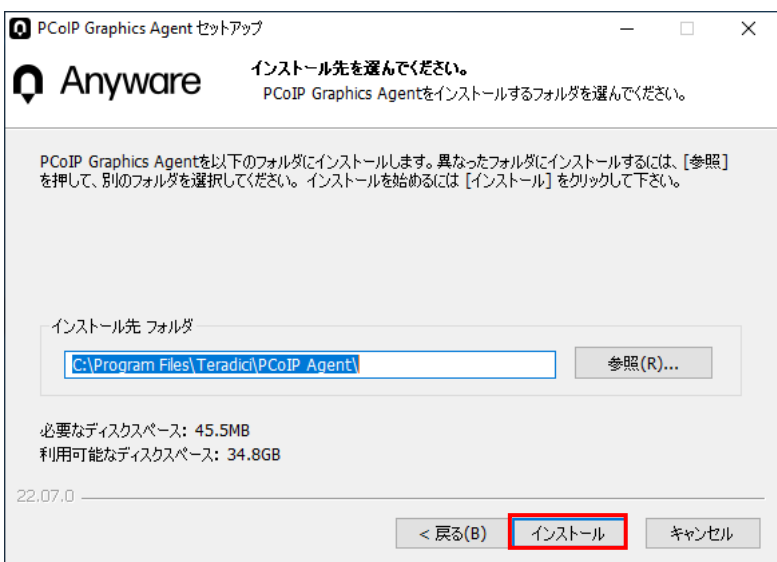 PCoIP Graphics Agent セットアップ
Anyware
インストール先を選んでください。
PCoIP Graphics Agentをインストールするフォルダを選んでください。
PCoIP Graphics Agentを以下のフォルダにインストールします。異なったフォルダにインストールするには、[参照]
を押して、別のフォルダを選択してください。インストールを始めるには [インストール] をクリックして下さい。
インストール先 フォルダ
C:\Program Files\Teradici\PCoIP Agent\
参照(R)...
必要なディスクスペース: 45.5MB
利用可能なディスクスペース: 34.8GB
22.07.0
< 戻る(B)
インストール
キャンセル